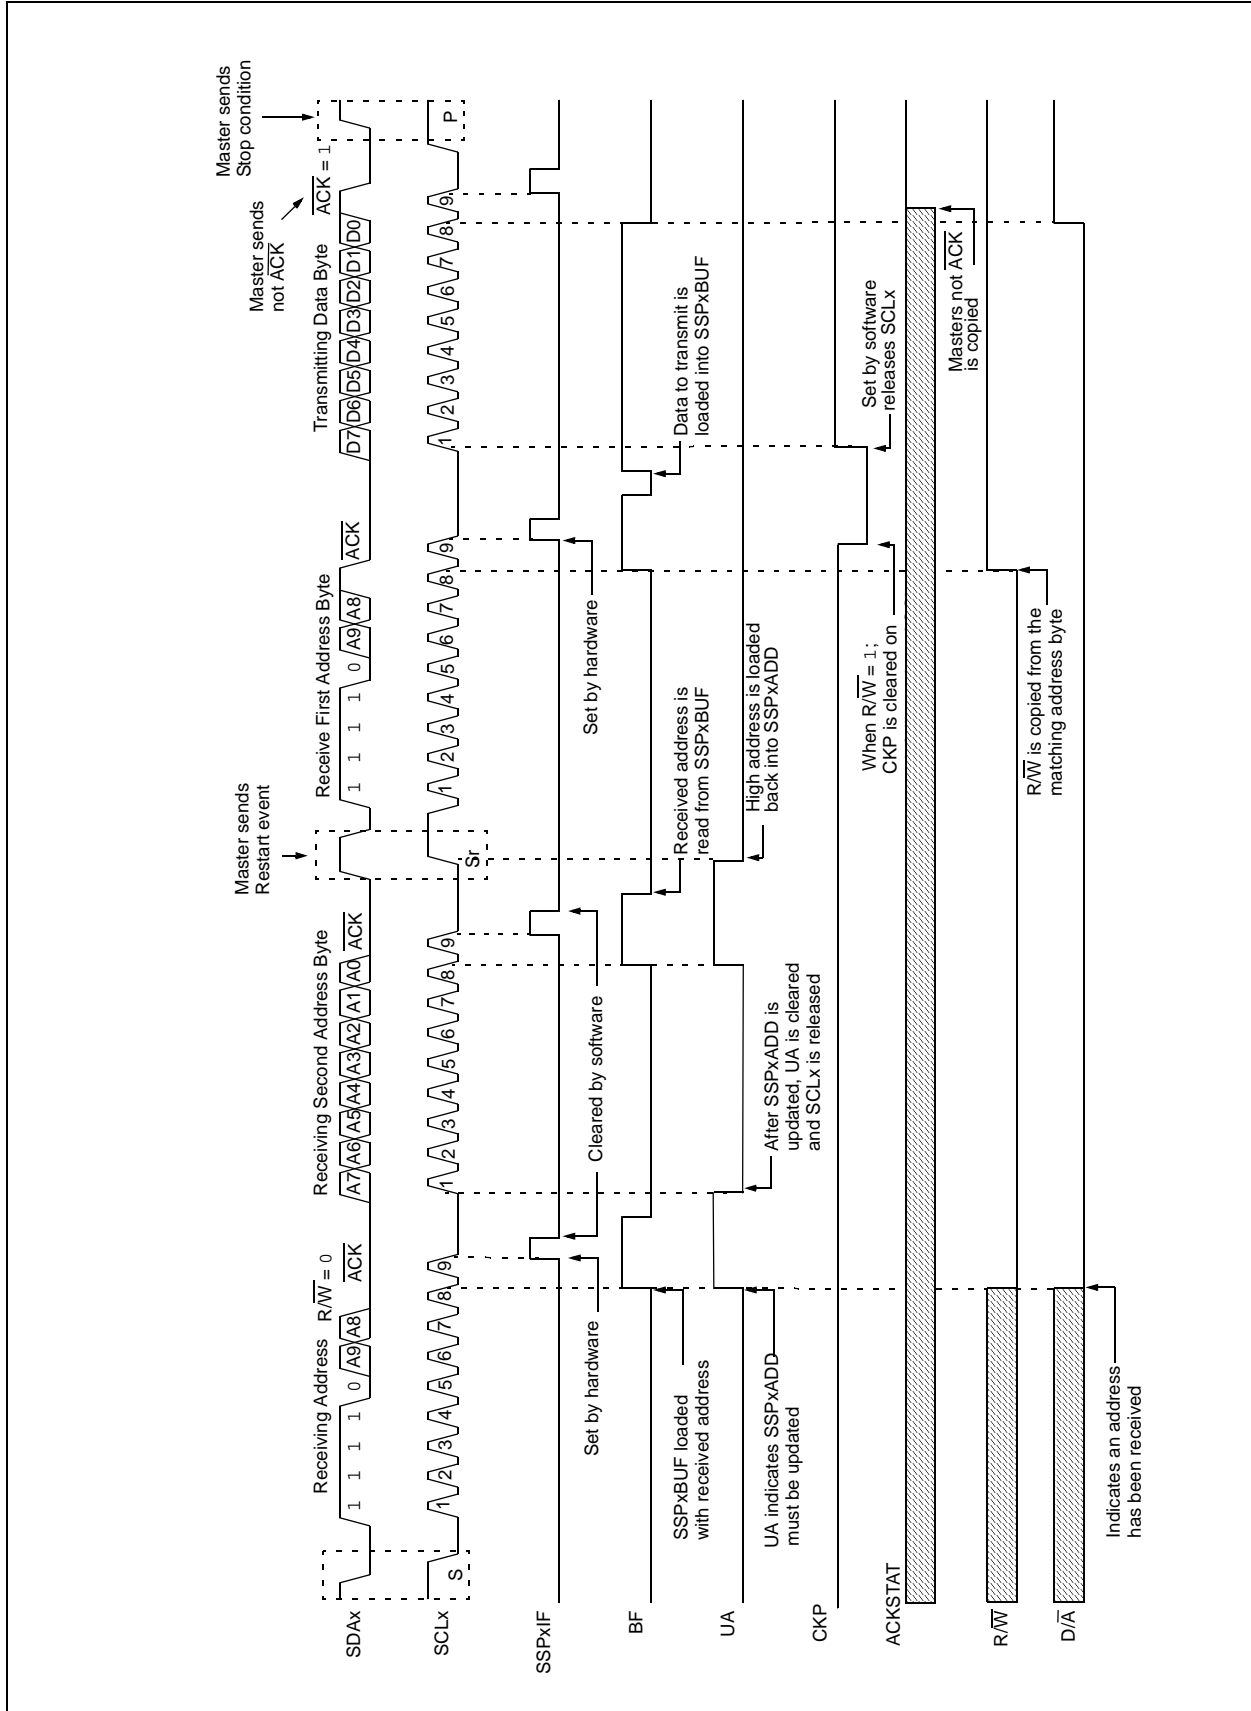 Master sends
Stop condition
Master sends
not ACK
Master sends
Restart event
Receiving Address R/W = 0
Receiving Second Address Byte
Receive First Address Byte
Transmitting Data Byte
ACK = 1
SDAx
1 1 1 1 0 A9 A8 ACK
A7 A6 A5 A4 A3 A2 A1 A0 ACK
1 1 1 1 0 A9 A8 ACK
D7 D6 D5 D4 D3 D2 D1 D0
SCLx
S
1 2 3 4 5 6 7 8 9
1 2 3 4 5 6 7 8 9
Sr
1 2 3 4 5 6 7 8 9
1 2 3 4 5 6 7 8 9
P
SSPxIF
Set by hardware
Cleared by software
Set by hardware
BF
SSPxBUF loaded
with received address
Received address is
read from SSPxBUF
Data to transmit is
loaded into SSPxBUF
UA
UA indicates SSPxADD
must be updated
After SSPxADD is
updated, UA is cleared
and SCLx is released
High address is loaded
back into SSPxADD
CKP
When R/W = 1;
CKP is cleared on
Set by software
releases SCLx
ACKSTAT
Masters not ACK
is copied
R/W
R/W is copied from the
matching address byte
D/A
Indicates an address
has been received